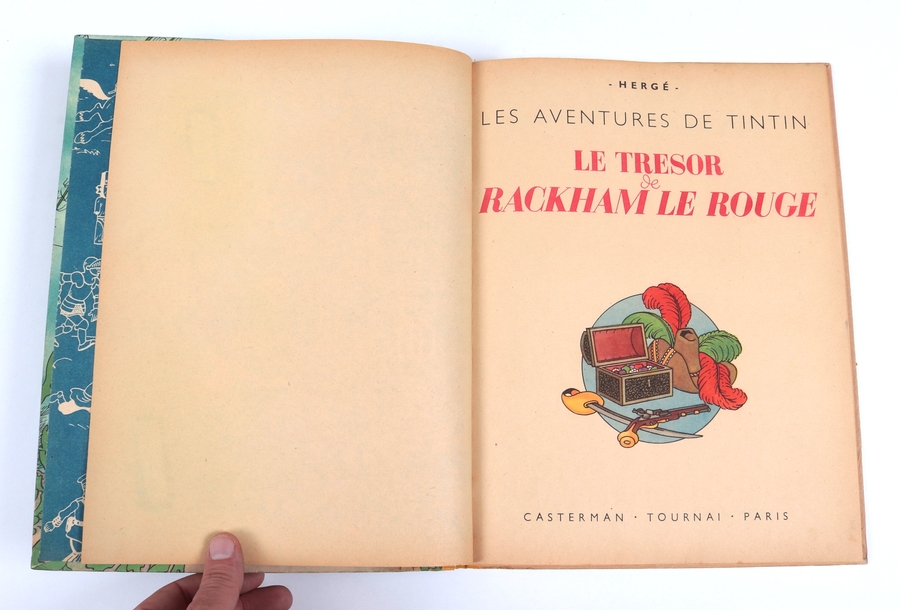 - HERGÉ -
LES AVENTURES DE TINTIN
LE TRESOR
de
RACKHAM LE ROUGE
CASTERMAN · TOURNAI · PARIS